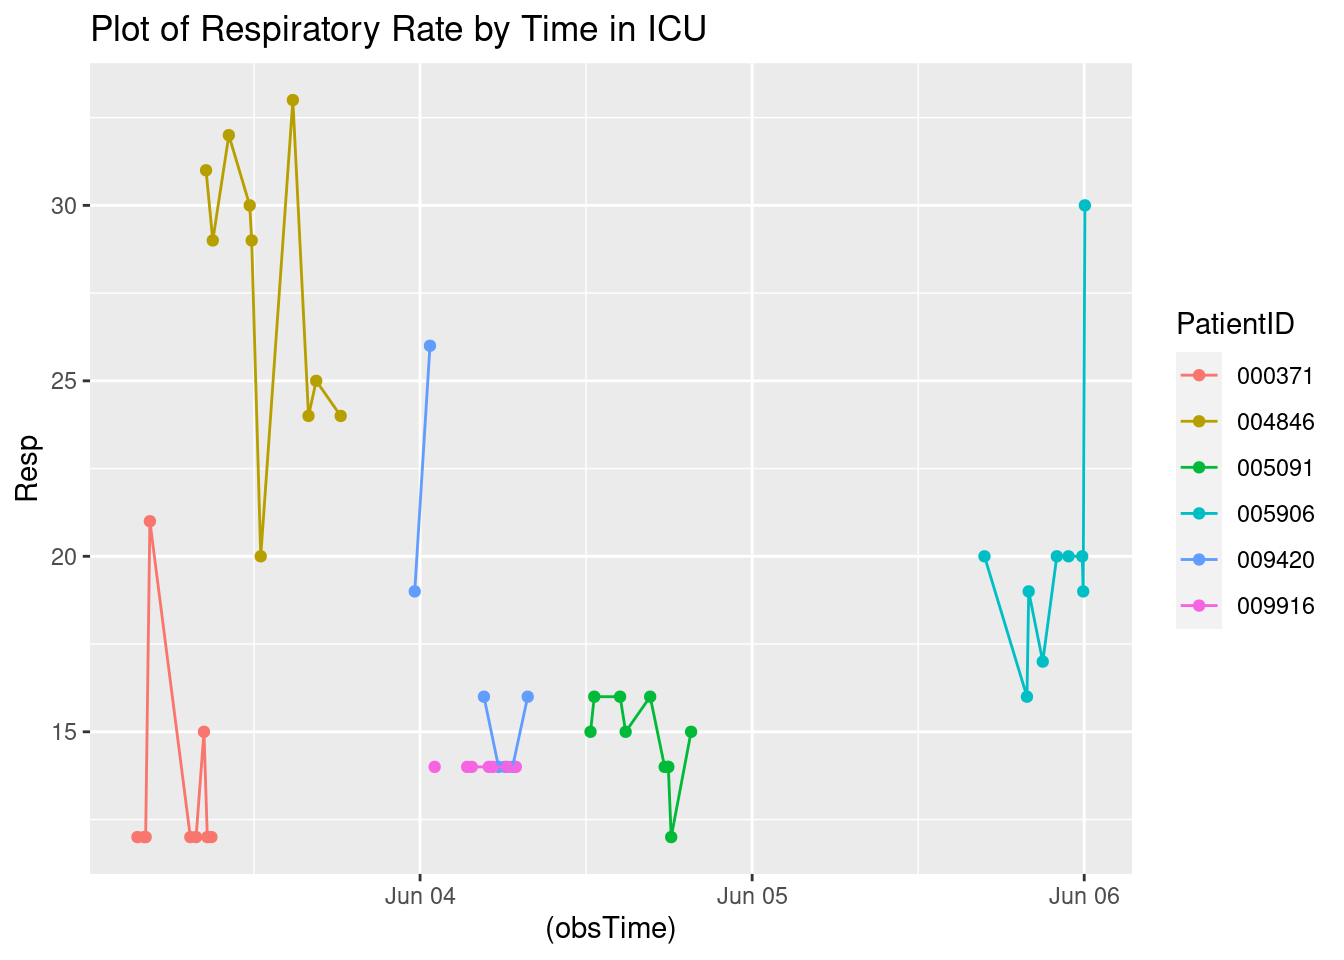 Plot of Respiratory Rate by Time in ICU
Resp
30
25
20
15
Jun 04
Jun 05
Jun 06
(obsTime)
PatientID
000371
004846
005091
005906
009420
009916